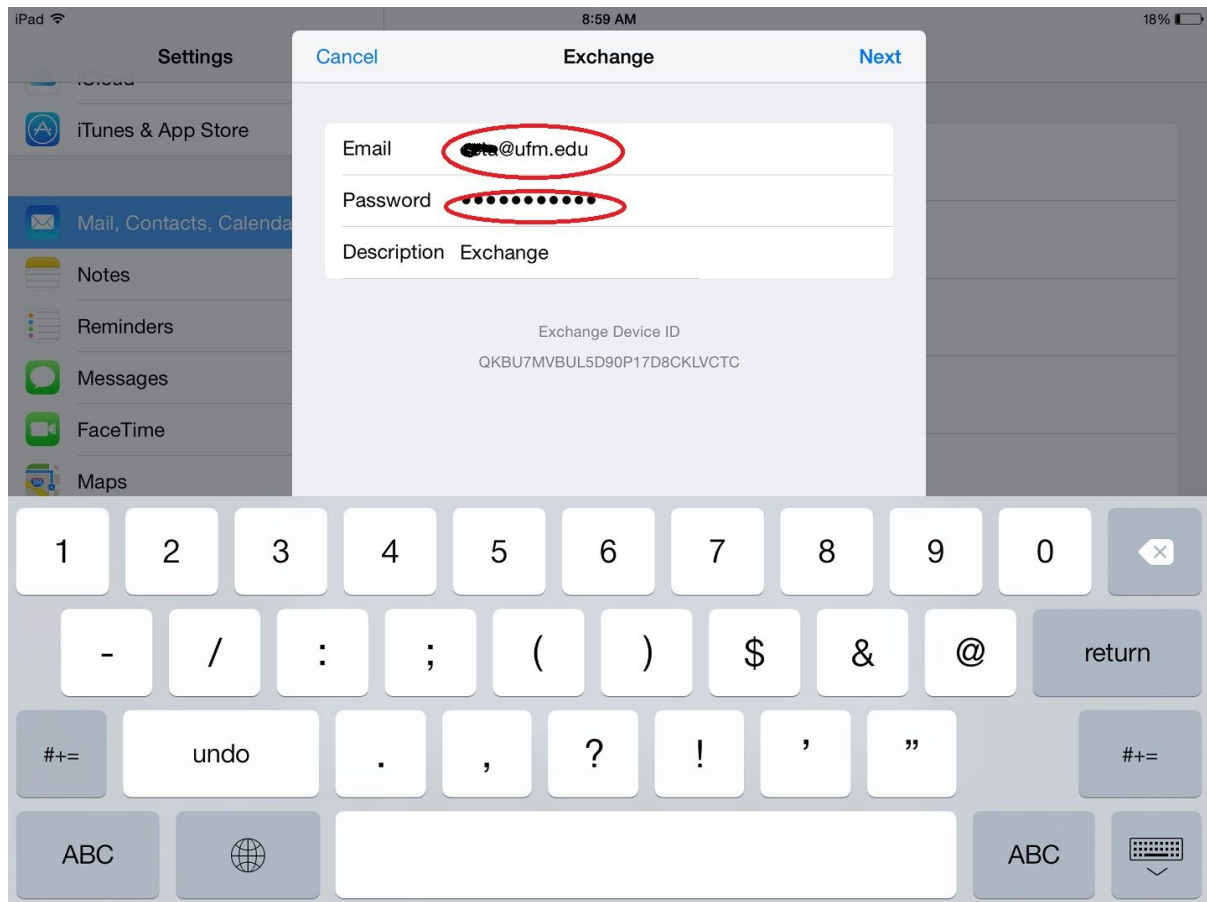 iPad 8:59 AM 18%
Settings
Cancel Exchange Next
iCloud
iTunes & App Store
Email @ufm.edu
Password •••••••••••
Mail, Contacts, Calenda
Description Exchange
Notes
Exchange Device ID
Reminders
QKBU7MVBUL5D90P17D8CKLVCTC
Messages
FaceTime
Maps
1 2 3 4 5 6 7 8 9 0
- / : ; ( ) $ & @ return
#+= undo . , ? ! ’ ” #+=
ABC ABC